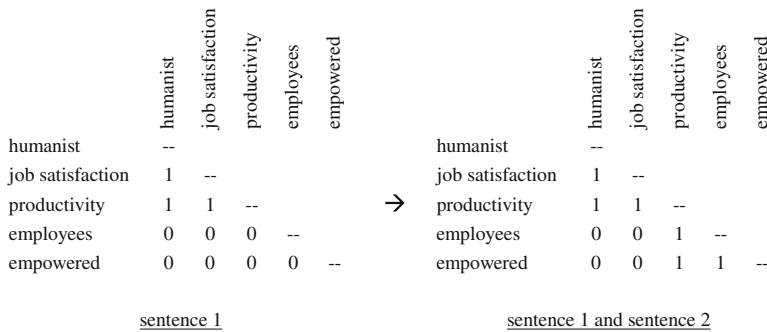 humanist job satisfaction productivity employees empowered
humanist --
job satisfaction 1 --
productivity 1 1 --
employees 0 0 0 --
empowered 0 0 0 0 --
sentence 1
→
humanist job satisfaction productivity employees empowered
humanist --
job satisfaction 1 --
productivity 1 1 --
employees 0 0 1 --
empowered 0 0 1 1 --
sentence 1 and sentence 2